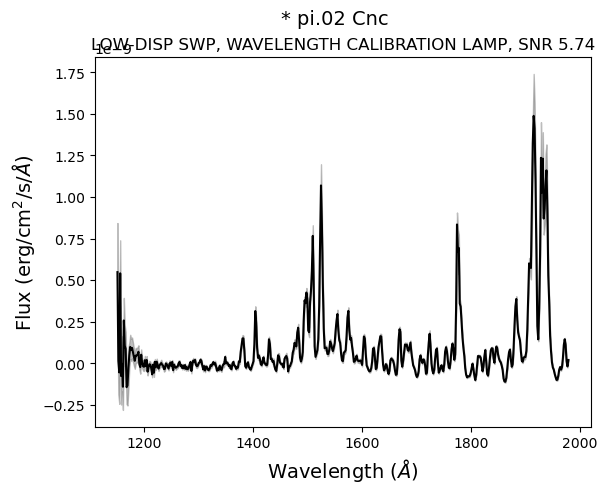 * pi.02 Cnc
LOW-DISP SWP, WAVELENGTH CALIBRATION LAMP, SNR 5.74
1e−9
1.75
1.50
1.25
1.00
0.75
0.50
0.25
0.00
−0.25
Flux (erg/cm²/s/Å)
1200 1400 1600 1800 2000
Wavelength (Å)